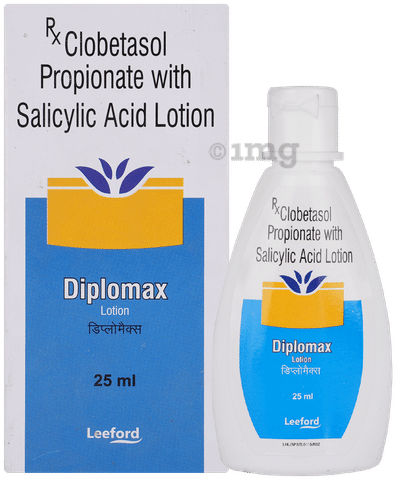 Rx Clobetasol
Propionate with
Salicylic Acid Lotion
Diplomax
Lotion
डिप्लोमैक्स
25 ml
Leeford
©1mg
Rx Clobetasol
Propionate with
Salicylic Acid Lotion
Diplomax
Lotion
डिप्लोमैक्स
25 ml
Leeford